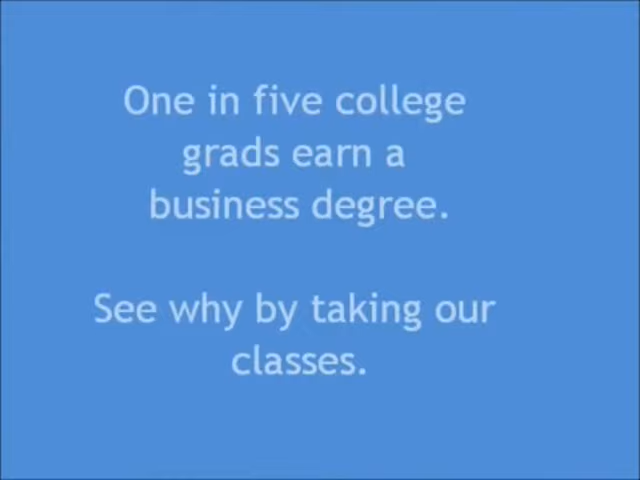 One in five college
grads earn a
business degree.
See why by taking our
classes.